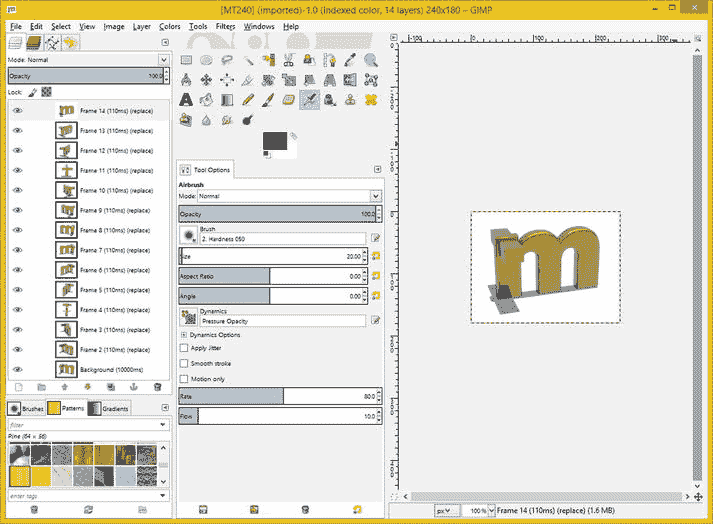 [MT240] (imported)-1.0 (indexed color, 14 layers) 240x180 – GIMP
File Edit Select View Image Layer Colors Tools Filters Windows Help
Mode: Normal
Opacity 100.0
Lock:
Frame 14 (110ms) (replace)
Frame 13 (110ms) (replace)
Frame 12 (110ms) (replace)
Frame 11 (110ms) (replace)
Frame 10 (110ms) (replace)
Frame 9 (110ms) (replace)
Frame 8 (110ms) (replace)
Frame 7 (110ms) (replace)
Frame 6 (110ms) (replace)
Frame 5 (110ms) (replace)
Frame 4 (110ms) (replace)
Frame 3 (110ms) (replace)
Frame 2 (110ms) (replace)
Background (10000ms)
Brushes Patterns Gradients
filter
Pine (64 × 56)
enter tags
Tool Options
Airbrush
Mode: Normal
Opacity 100.0
Brush
2. Hardness 050
Size 20.00
Aspect Ratio 0.00
Angle 0.00
Dynamics
Pressure Opacity
Dynamics Options
Apply Jitter
Smooth stroke
Motion only
Rate 80.0
Flow 10.0
m
px 100% Frame 14 (110ms) (replace) (1.6 MB)